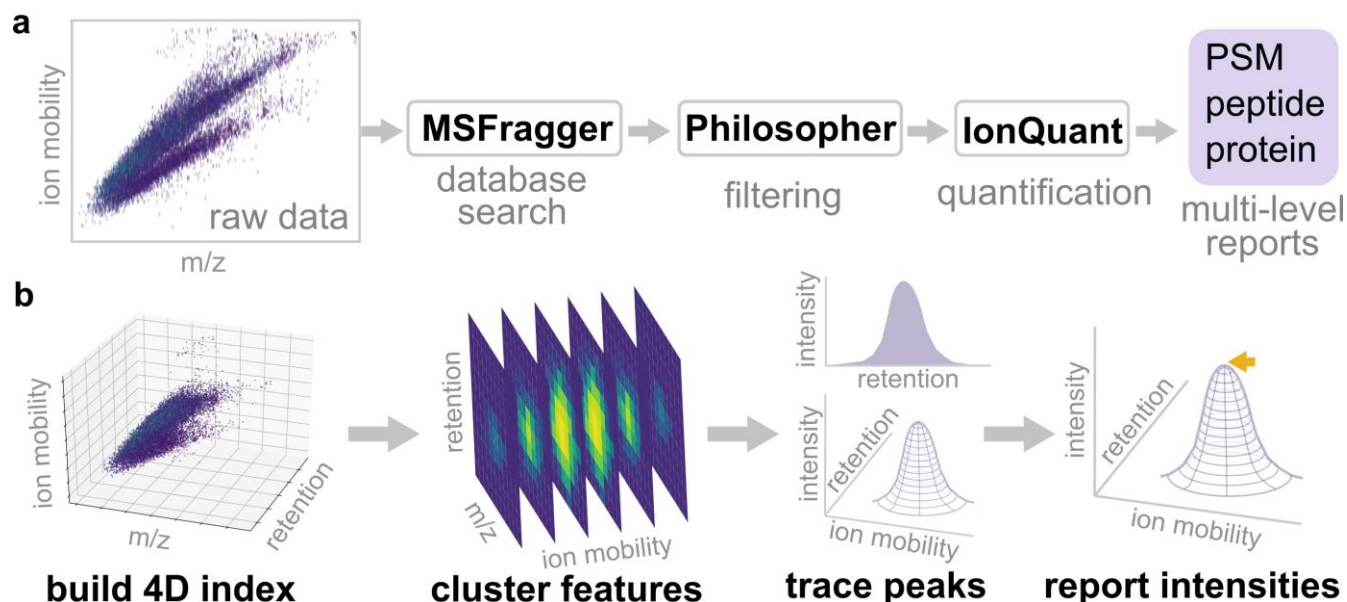 a
ion mobility
raw data
m/z
MSFragger
database
search
Philosopher
filtering
IonQuant
quantification
PSM
peptide
protein
multi-level
reports
b
ion mobility
m/z
retention
build 4D index
retention
m/z
ion mobility
cluster features
intensity
retention
intensity
retention
ion mobility
trace peaks
intensity
retention
ion mobility
report intensities